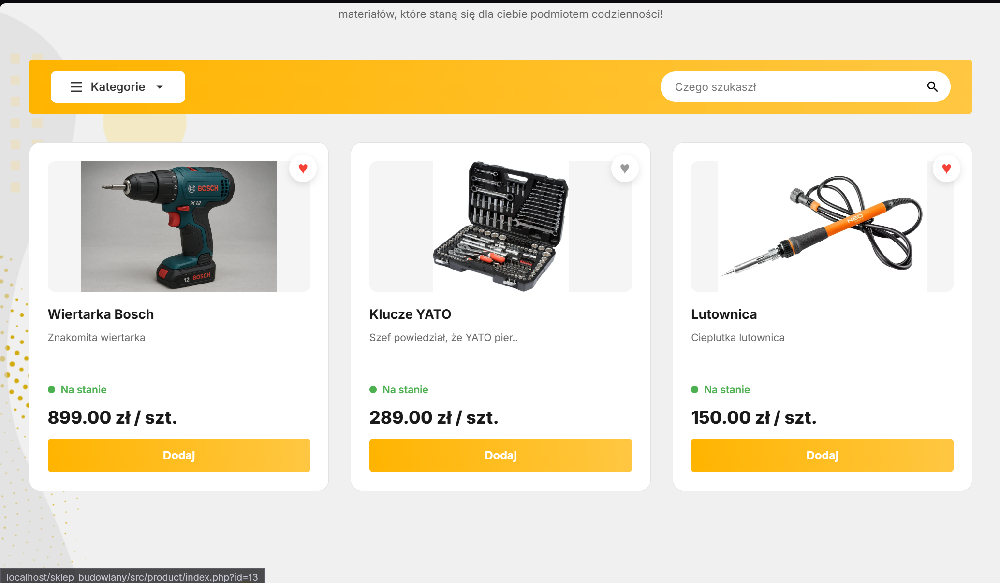 materiałów, które staną się dla ciebie podmiotem codzienności!
Kategorie
Czego szukaszł
BOSCH
X12
12 BOSCH
NEO
Wiertarka Bosch
Klucze YATO
Lutownica
Znakomita wiertarka
Szef powiedział, że YATO pier..
Cieplutka lutownica
Na stanie
Na stanie
Na stanie
899.00 zł / szt.
289.00 zł / szt.
150.00 zł / szt.
Dodaj
Dodaj
Dodaj
localhost/sklep_budowlany/src/product/index.php?id=13